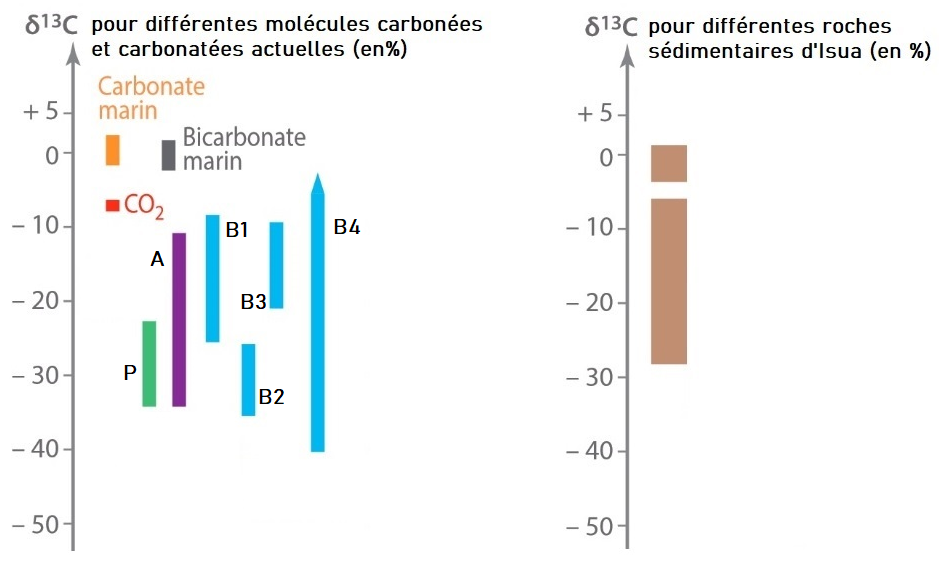 δ¹³C pour différentes molécules carbonées
et carbonatées actuelles (en%)
Carbonate
marin
+ 5
Bicarbonate
marin
0
CO₂
– 10
B1
B4
A
– 20
B3
P
– 30
B2
– 40
– 50
δ¹³C pour différentes roches
sédimentaires d'Isua (en %)
+ 5
0
– 10
– 20
– 30
– 40
– 50